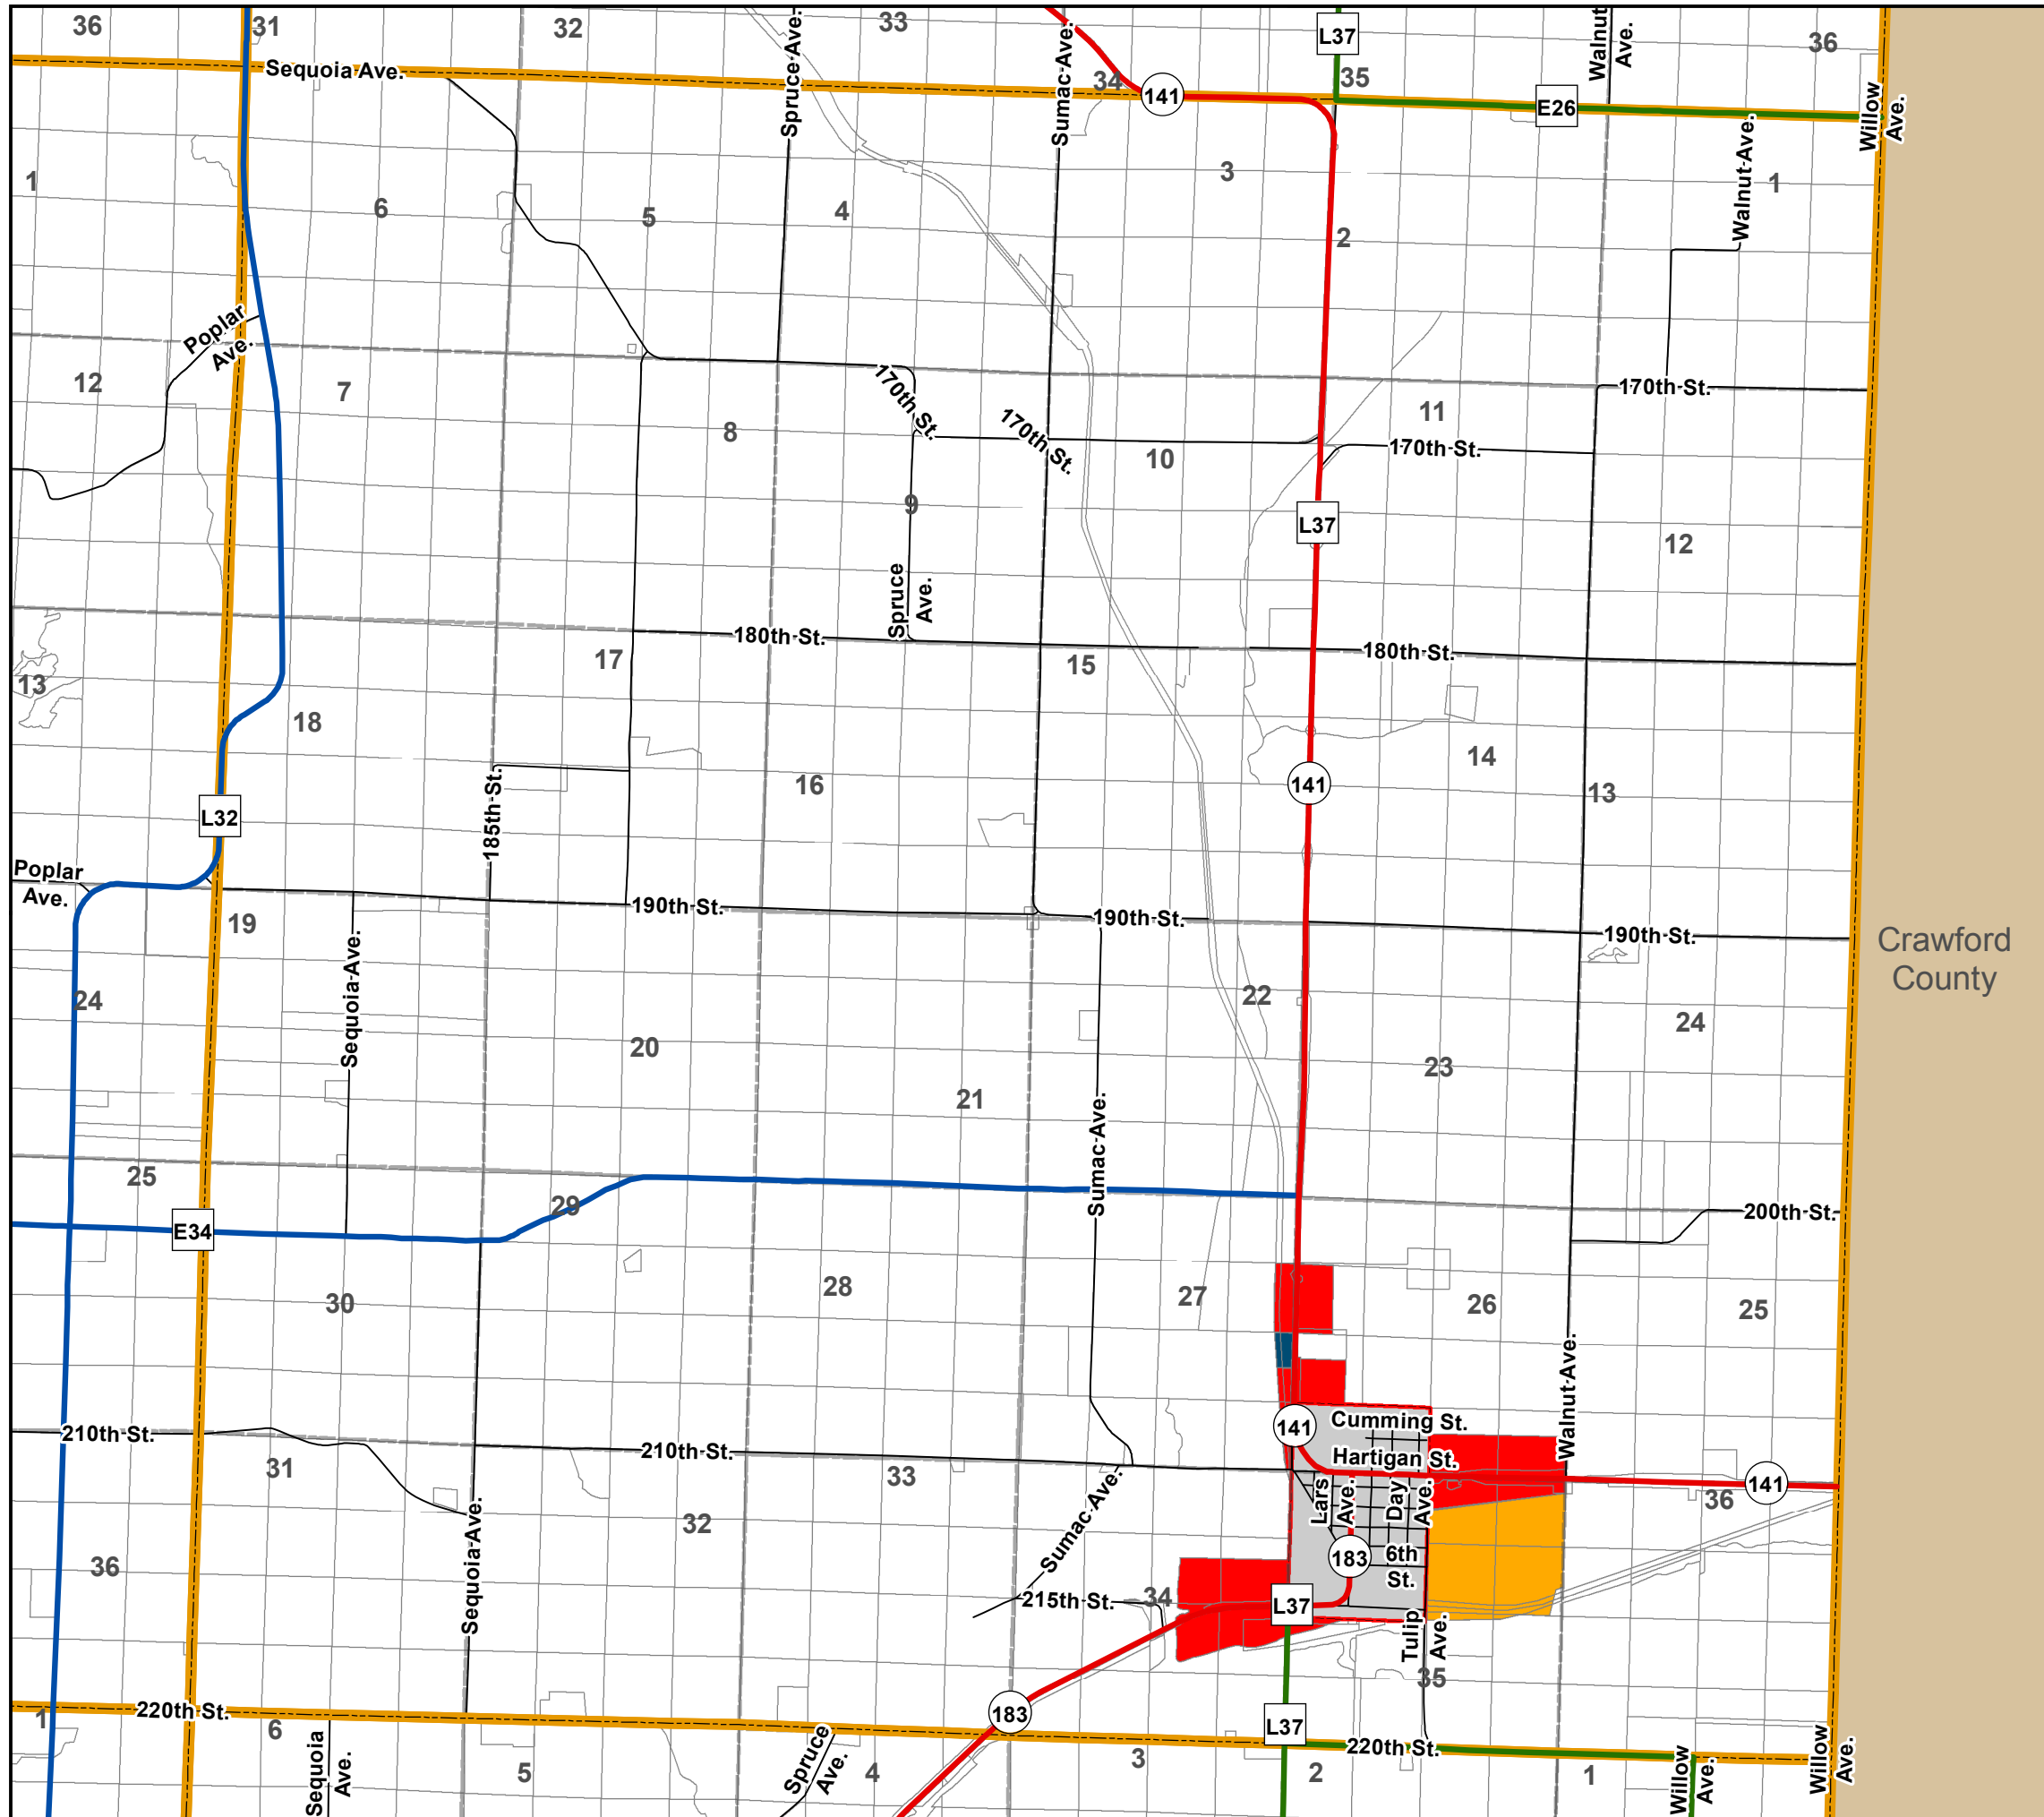 36
31
32
33
36
Sequoia Ave.
Spruce Ave.
Sumac Ave.
34
141
L37
35
Walnut
Ave.
E26
Willow
Ave.
1
6
5
4
3
2
Walnut Ave.
1
Poplar
Ave.
12
7
8
170th St.
170th St.
10
11
170th St.
170th St.
9
L37
12
Spruce
Ave.
180th St.
180th St.
13
17
15
18
16
14
141
13
L32
185th St.
Poplar
Ave.
19
190th St.
190th St.
190th St.
Crawford
County
Sequoia Ave.
24
22
24
20
23
21
Sumac Ave.
25
29
E34
200th St.
30
28
27
26
25
Walnut Ave.
210th St.
210th St.
31
33
141
Cumming St.
Hartigan St.
141
36
Lars
Ave.
Day
Ave.
32
Sumac Ave.
183
6th
St.
36
Sequoia Ave.
215th St.
34
L37
Tulip
Ave.
35
1
220th St.
6
Sequoia
Ave.
5
Spruce
Ave.
4
183
3
L37
220th St.
2
1
Willow
Ave.
Willow
Ave.